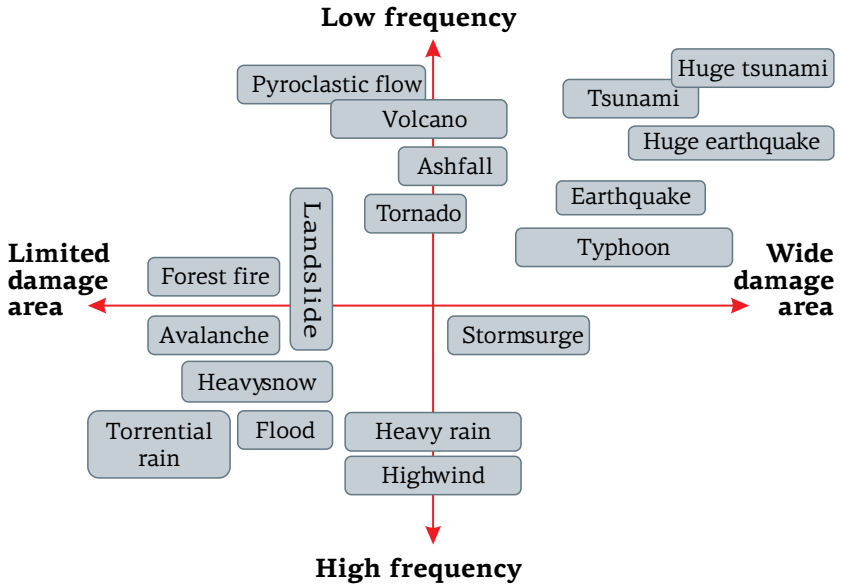 Low frequency
Huge tsunami
Pyroclastic flow
Tsunami
Volcano
Huge earthquake
Ashfall
Earthquake
Tornado
Landslide
Typhoon
Limited
damage
area
Wide
damage
area
Forest fire
Avalanche
Stormsurge
Heavysnow
Torrential
rain
Flood
Heavy rain
Highwind
High frequency